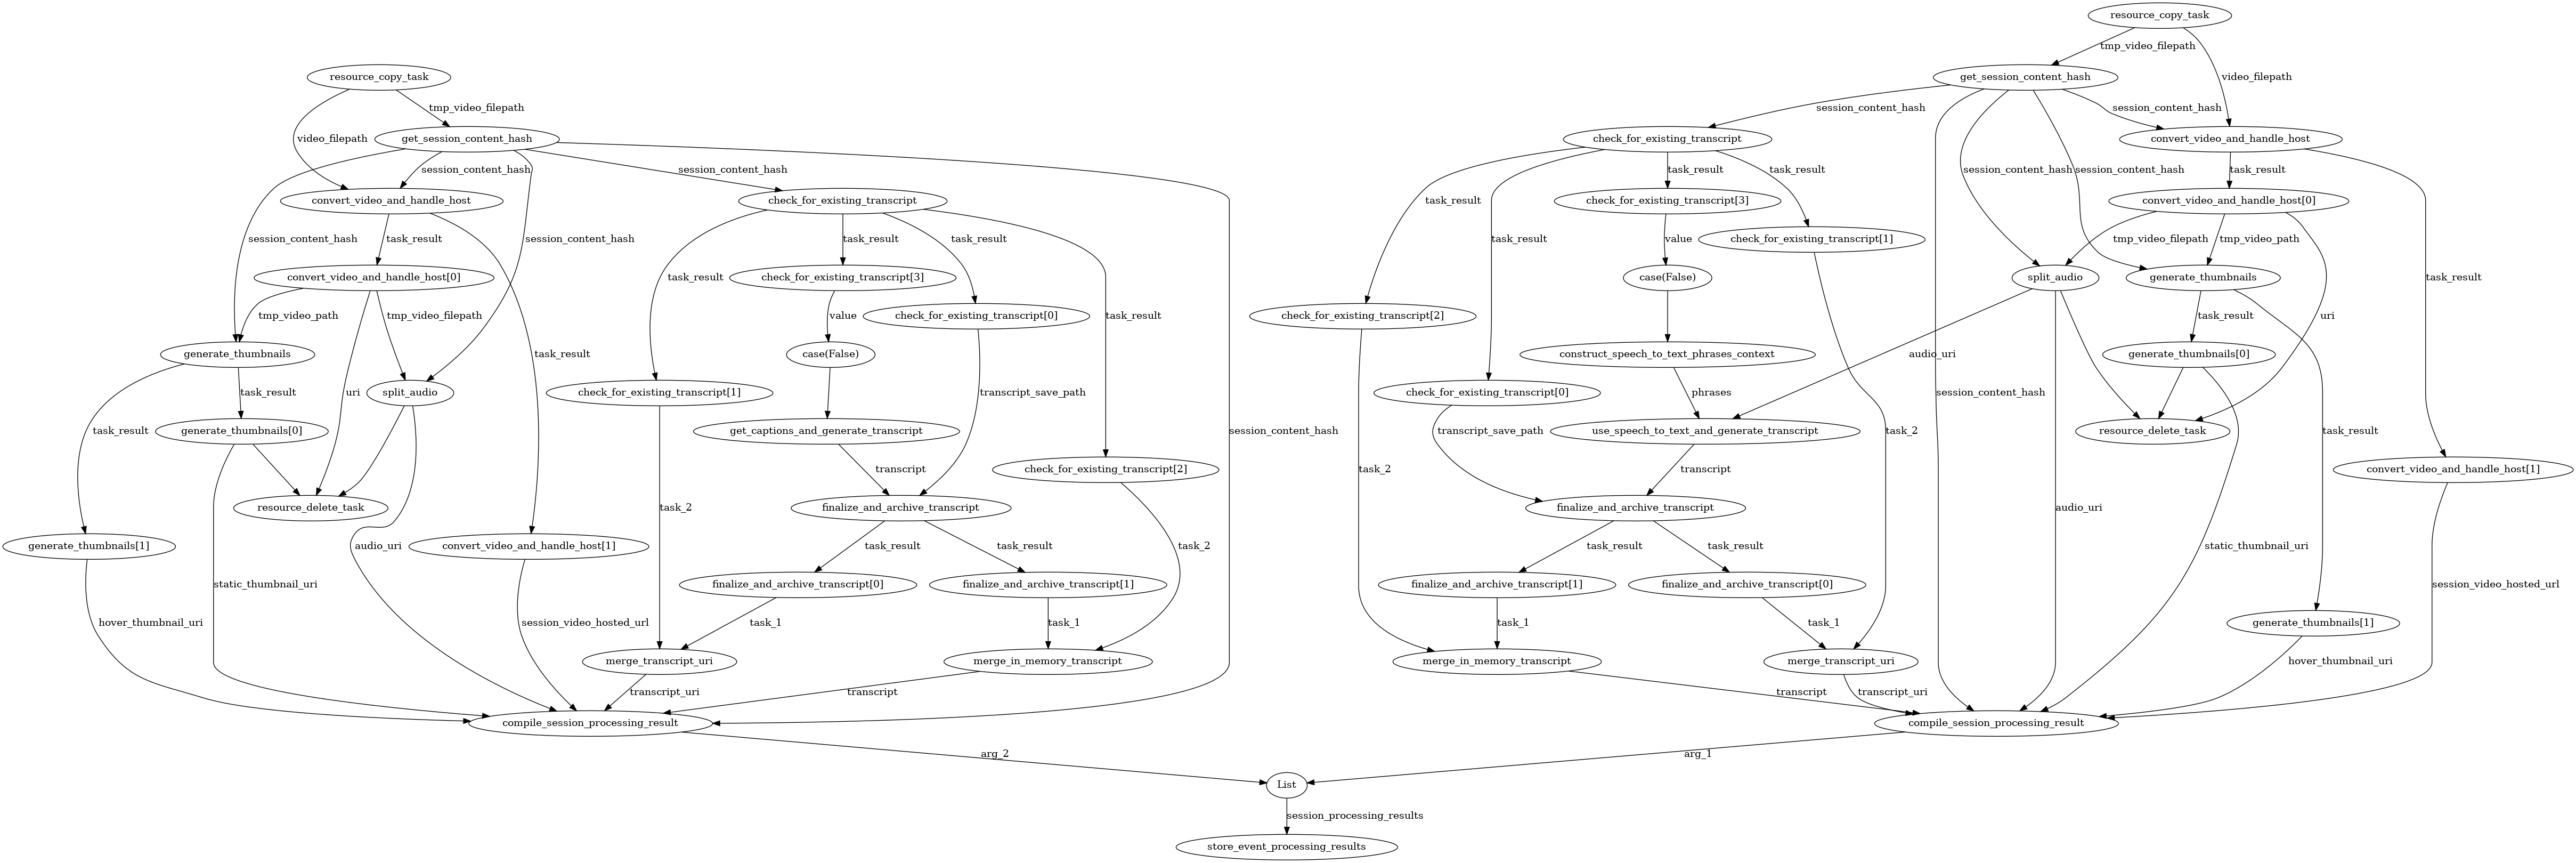 resource_copy_task
tmp_video_filepath
resource_copy_task
get_session_content_hash
video_filepath
tmp_video_filepath
session_content_hash
session_content_hash
video_filepath
get_session_content_hash
check_for_existing_transcript
convert_video_and_handle_host
session_content_hash
session_content_hash
session_content_hash
session_content_hash
task_result
task_result
task_result
convert_video_and_handle_host
check_for_existing_transcript
task_result
check_for_existing_transcript[3]
convert_video_and_handle_host[0]
session_content_hash
task_result
session_content_hash
task_result
task_result
task_result
value
check_for_existing_transcript[1]
tmp_video_filepath
tmp_video_path
convert_video_and_handle_host[0]
task_result
check_for_existing_transcript[3]
case(False)
split_audio
generate_thumbnails
task_result
tmp_video_path
tmp_video_filepath
value
check_for_existing_transcript[0]
task_result
check_for_existing_transcript[2]
task_result
uri
generate_thumbnails
task_result
case(False)
construct_speech_to_text_phrases_context
audio_uri
generate_thumbnails[0]
task_result
uri
split_audio
check_for_existing_transcript[1]
transcript_save_path
check_for_existing_transcript[0]
phrases
session_content_hash
task_result
generate_thumbnails[0]
get_captions_and_generate_transcript
session_content_hash
transcript_save_path
use_speech_to_text_and_generate_transcript
task_2
resource_delete_task
task_result
transcript
check_for_existing_transcript[2]
task_2
transcript
convert_video_and_handle_host[1]
resource_delete_task
task_2
finalize_and_archive_transcript
finalize_and_archive_transcript
audio_uri
generate_thumbnails[1]
audio_uri
convert_video_and_handle_host[1]
task_result
task_result
task_2
task_result
task_result
static_thumbnail_uri
static_thumbnail_uri
finalize_and_archive_transcript[0]
finalize_and_archive_transcript[1]
finalize_and_archive_transcript[1]
finalize_and_archive_transcript[0]
session_video_hosted_url
hover_thumbnail_uri
session_video_hosted_url
task_1
task_1
task_1
task_1
generate_thumbnails[1]
merge_transcript_uri
merge_in_memory_transcript
merge_in_memory_transcript
merge_transcript_uri
hover_thumbnail_uri
transcript_uri
transcript
transcript
transcript_uri
compile_session_processing_result
compile_session_processing_result
arg_2
arg_1
List
session_processing_results
store_event_processing_results